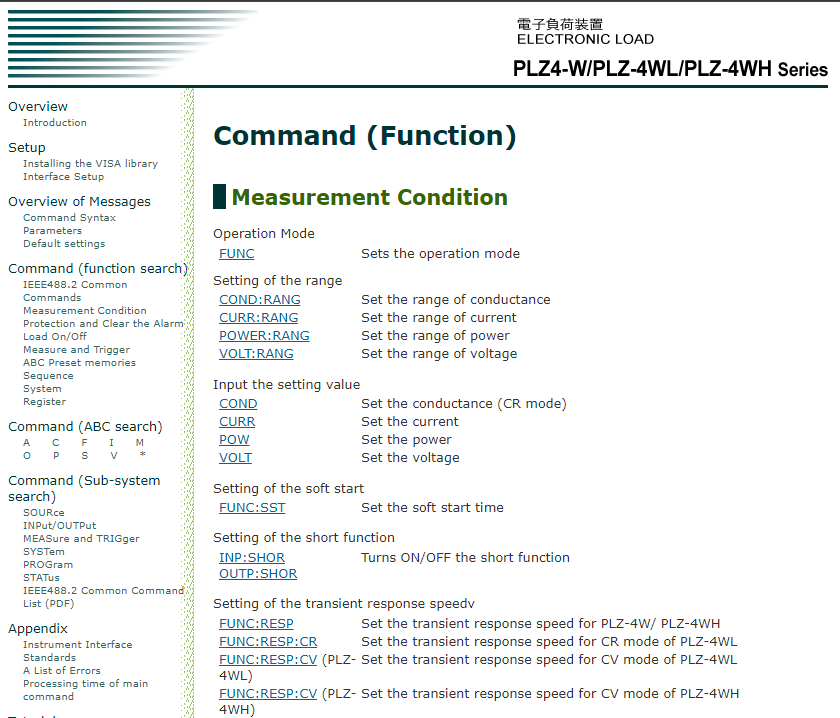 電子負荷装置
ELECTRONIC LOAD
PLZ4-W/PLZ-4WL/PLZ-4WH Series
Overview
Introduction
Setup
Installing the VISA library
Interface Setup
Overview of Messages
Command Syntax
Parameters
Default settings
Command (function search)
IEEE488.2 Common
Commands
Measurement Condition
Protection and Clear the Alarm
Load On/Off
Measure and Trigger
ABC Preset memories
Sequence
System
Register
Command (ABC search)
A C F I M
O P S V *
Command (Sub-system
search)
SOURce
INPut/OUTPut
MEASure and TRIGger
SYSTem
PROGram
STATus
IEEE488.2 Common Command
List (PDF)
Appendix
Instrument Interface
Standards
A List of Errors
Processing time of main
command
Command (Function)
Measurement Condition
Operation Mode
FUNC Sets the operation mode
Setting of the range
COND:RANG Set the range of conductance
CURR:RANG Set the range of current
POWER:RANG Set the range of power
VOLT:RANG Set the range of voltage
Input the setting value
COND Set the conductance (CR mode)
CURR Set the current
POW Set the power
VOLT Set the voltage
Setting of the soft start
FUNC:SST Set the soft start time
Setting of the short function
INP:SHOR Turns ON/OFF the short function
OUTP:SHOR
Setting of the transient response speedv
FUNC:RESP Set the transient response speed for PLZ-4W/ PLZ-4WH
FUNC:RESP:CR Set the transient response speed for CR mode of PLZ-4WL
FUNC:RESP:CV (PLZ- Set the transient response speed for CV mode of PLZ-4WL
4WL)
FUNC:RESP:CV (PLZ- Set the transient response speed for CV mode of PLZ-4WH
4WH)